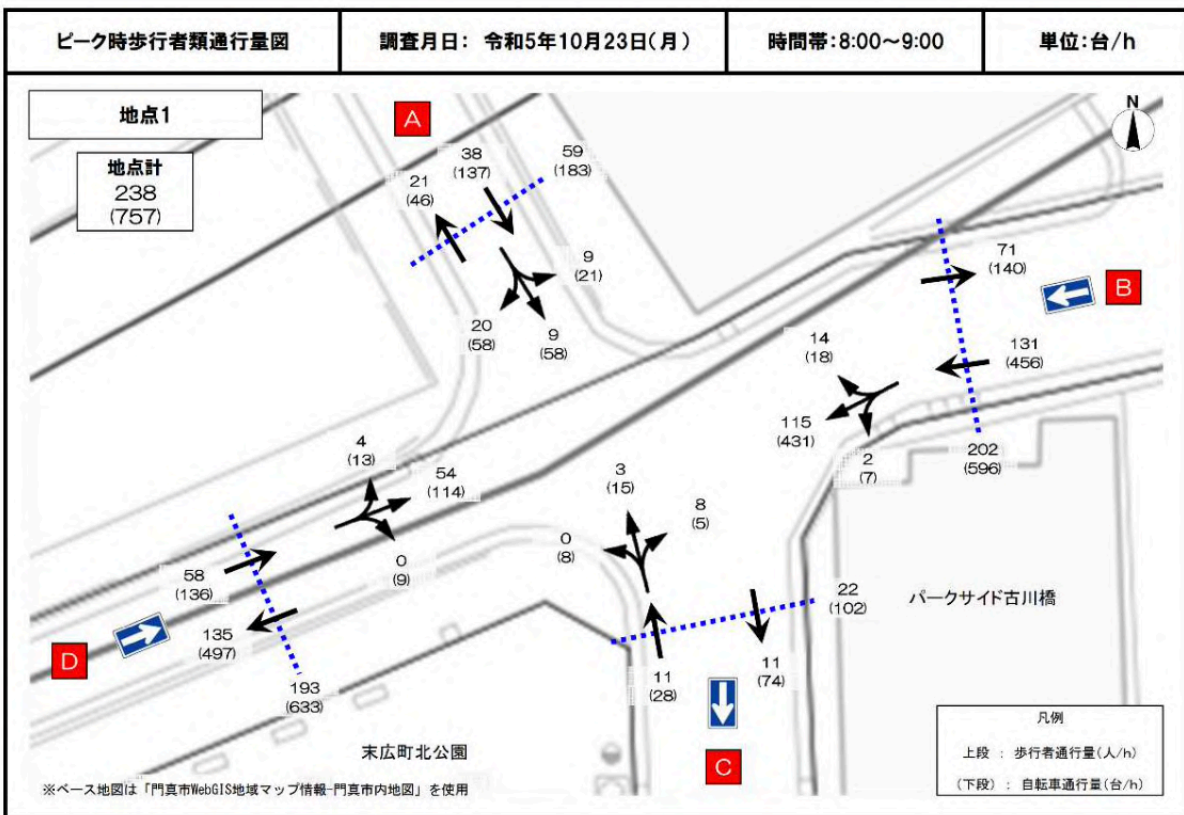 ピーク時歩行者類通行量図
調査月日: 令和5年10月23日(月)
時間帯:8:00~9:00
単位:台/h
地点1
地点計
238
(757)
A
N
38
(137)
59
(183)
21
(46)
9
(21)
20
(58)
9
(58)
71
(140)
B
14
(18)
131
(456)
115
(431)
2
(7)
202
(596)
4
(13)
54
(114)
3
(15)
8
(5)
0
(8)
0
(9)
58
(136)
135
(497)
D
193
(633)
22
(102)
パークサイド古川橋
11
(28)
11
(74)
C
末広町北公園
※ベース地図は「門真市WebGIS地域マップ情報-門真市内地図」を使用
凡例
上段 : 歩行者通行量(人/h)
(下段) : 自転車通行量(台/h)